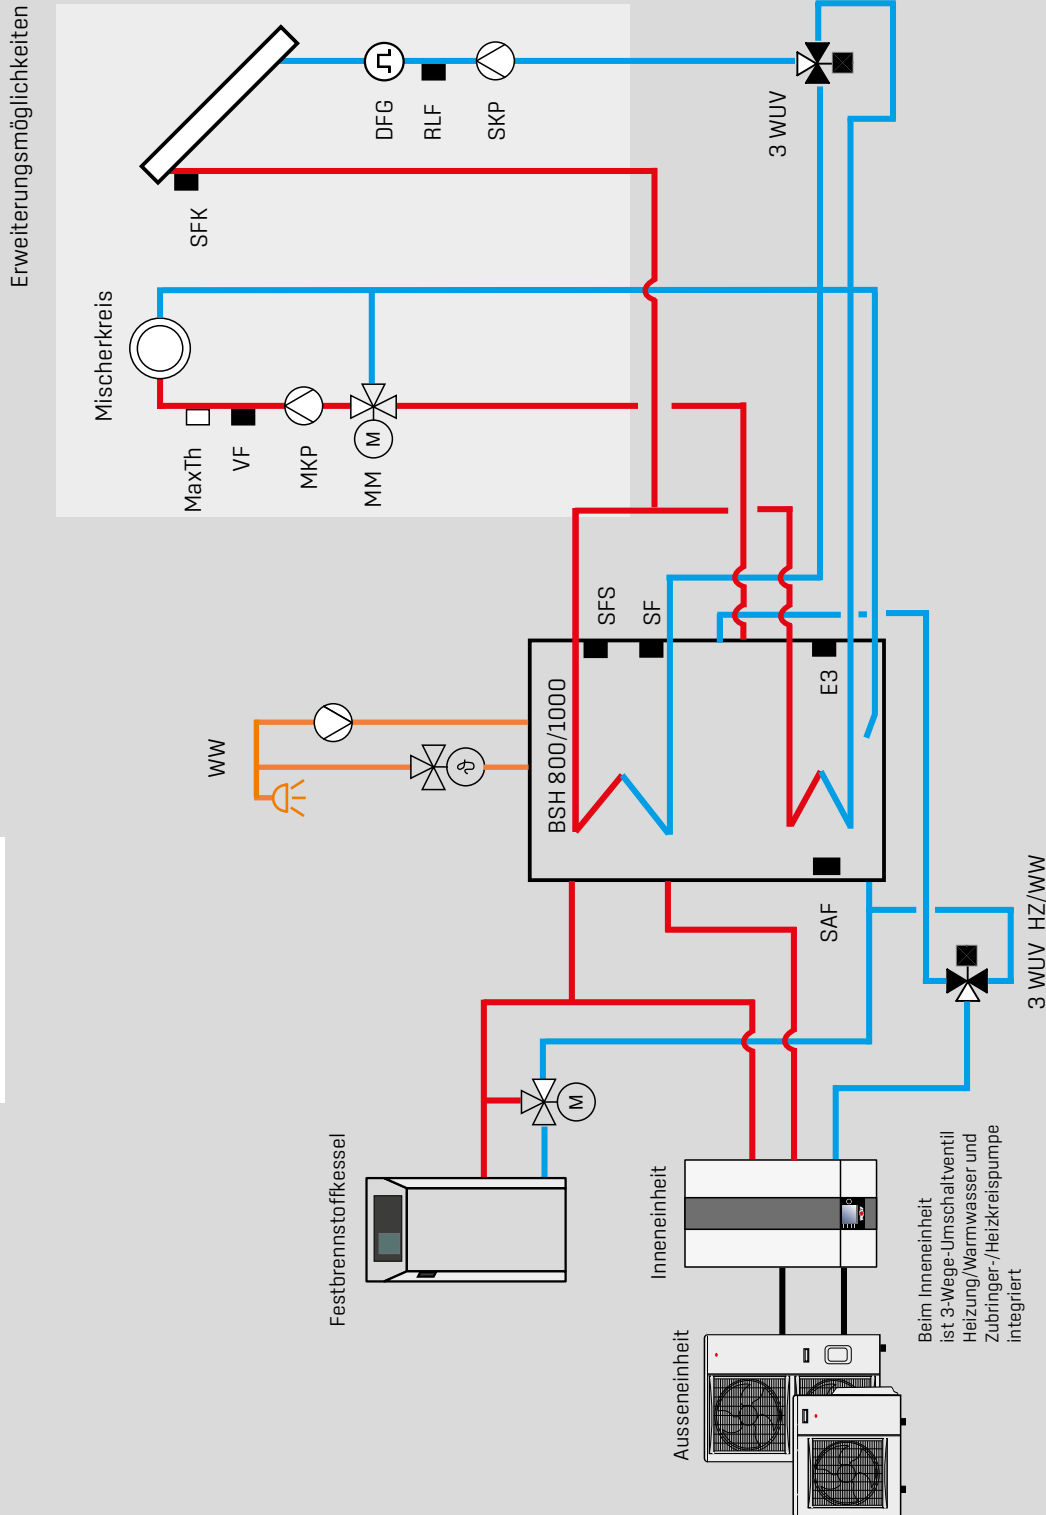 Erweiterungsmöglichkeiten
DFG
RLF
SKP
3 WUV
SFK
Mischerkreis
MaxTh
VF
MKP
MM
M
SFS
SF
E3
WW
BSH 800/1000
SAF
3 WUV HZ/WW
Festbrennstoffkessel
M
Inneneinheit
Ausseneinheit
Beim Inneneinheit
ist 3-Wege-Umschaltventil
Heizung/Warmwasser und
Zubringer-/Heizkreispumpe
integriert